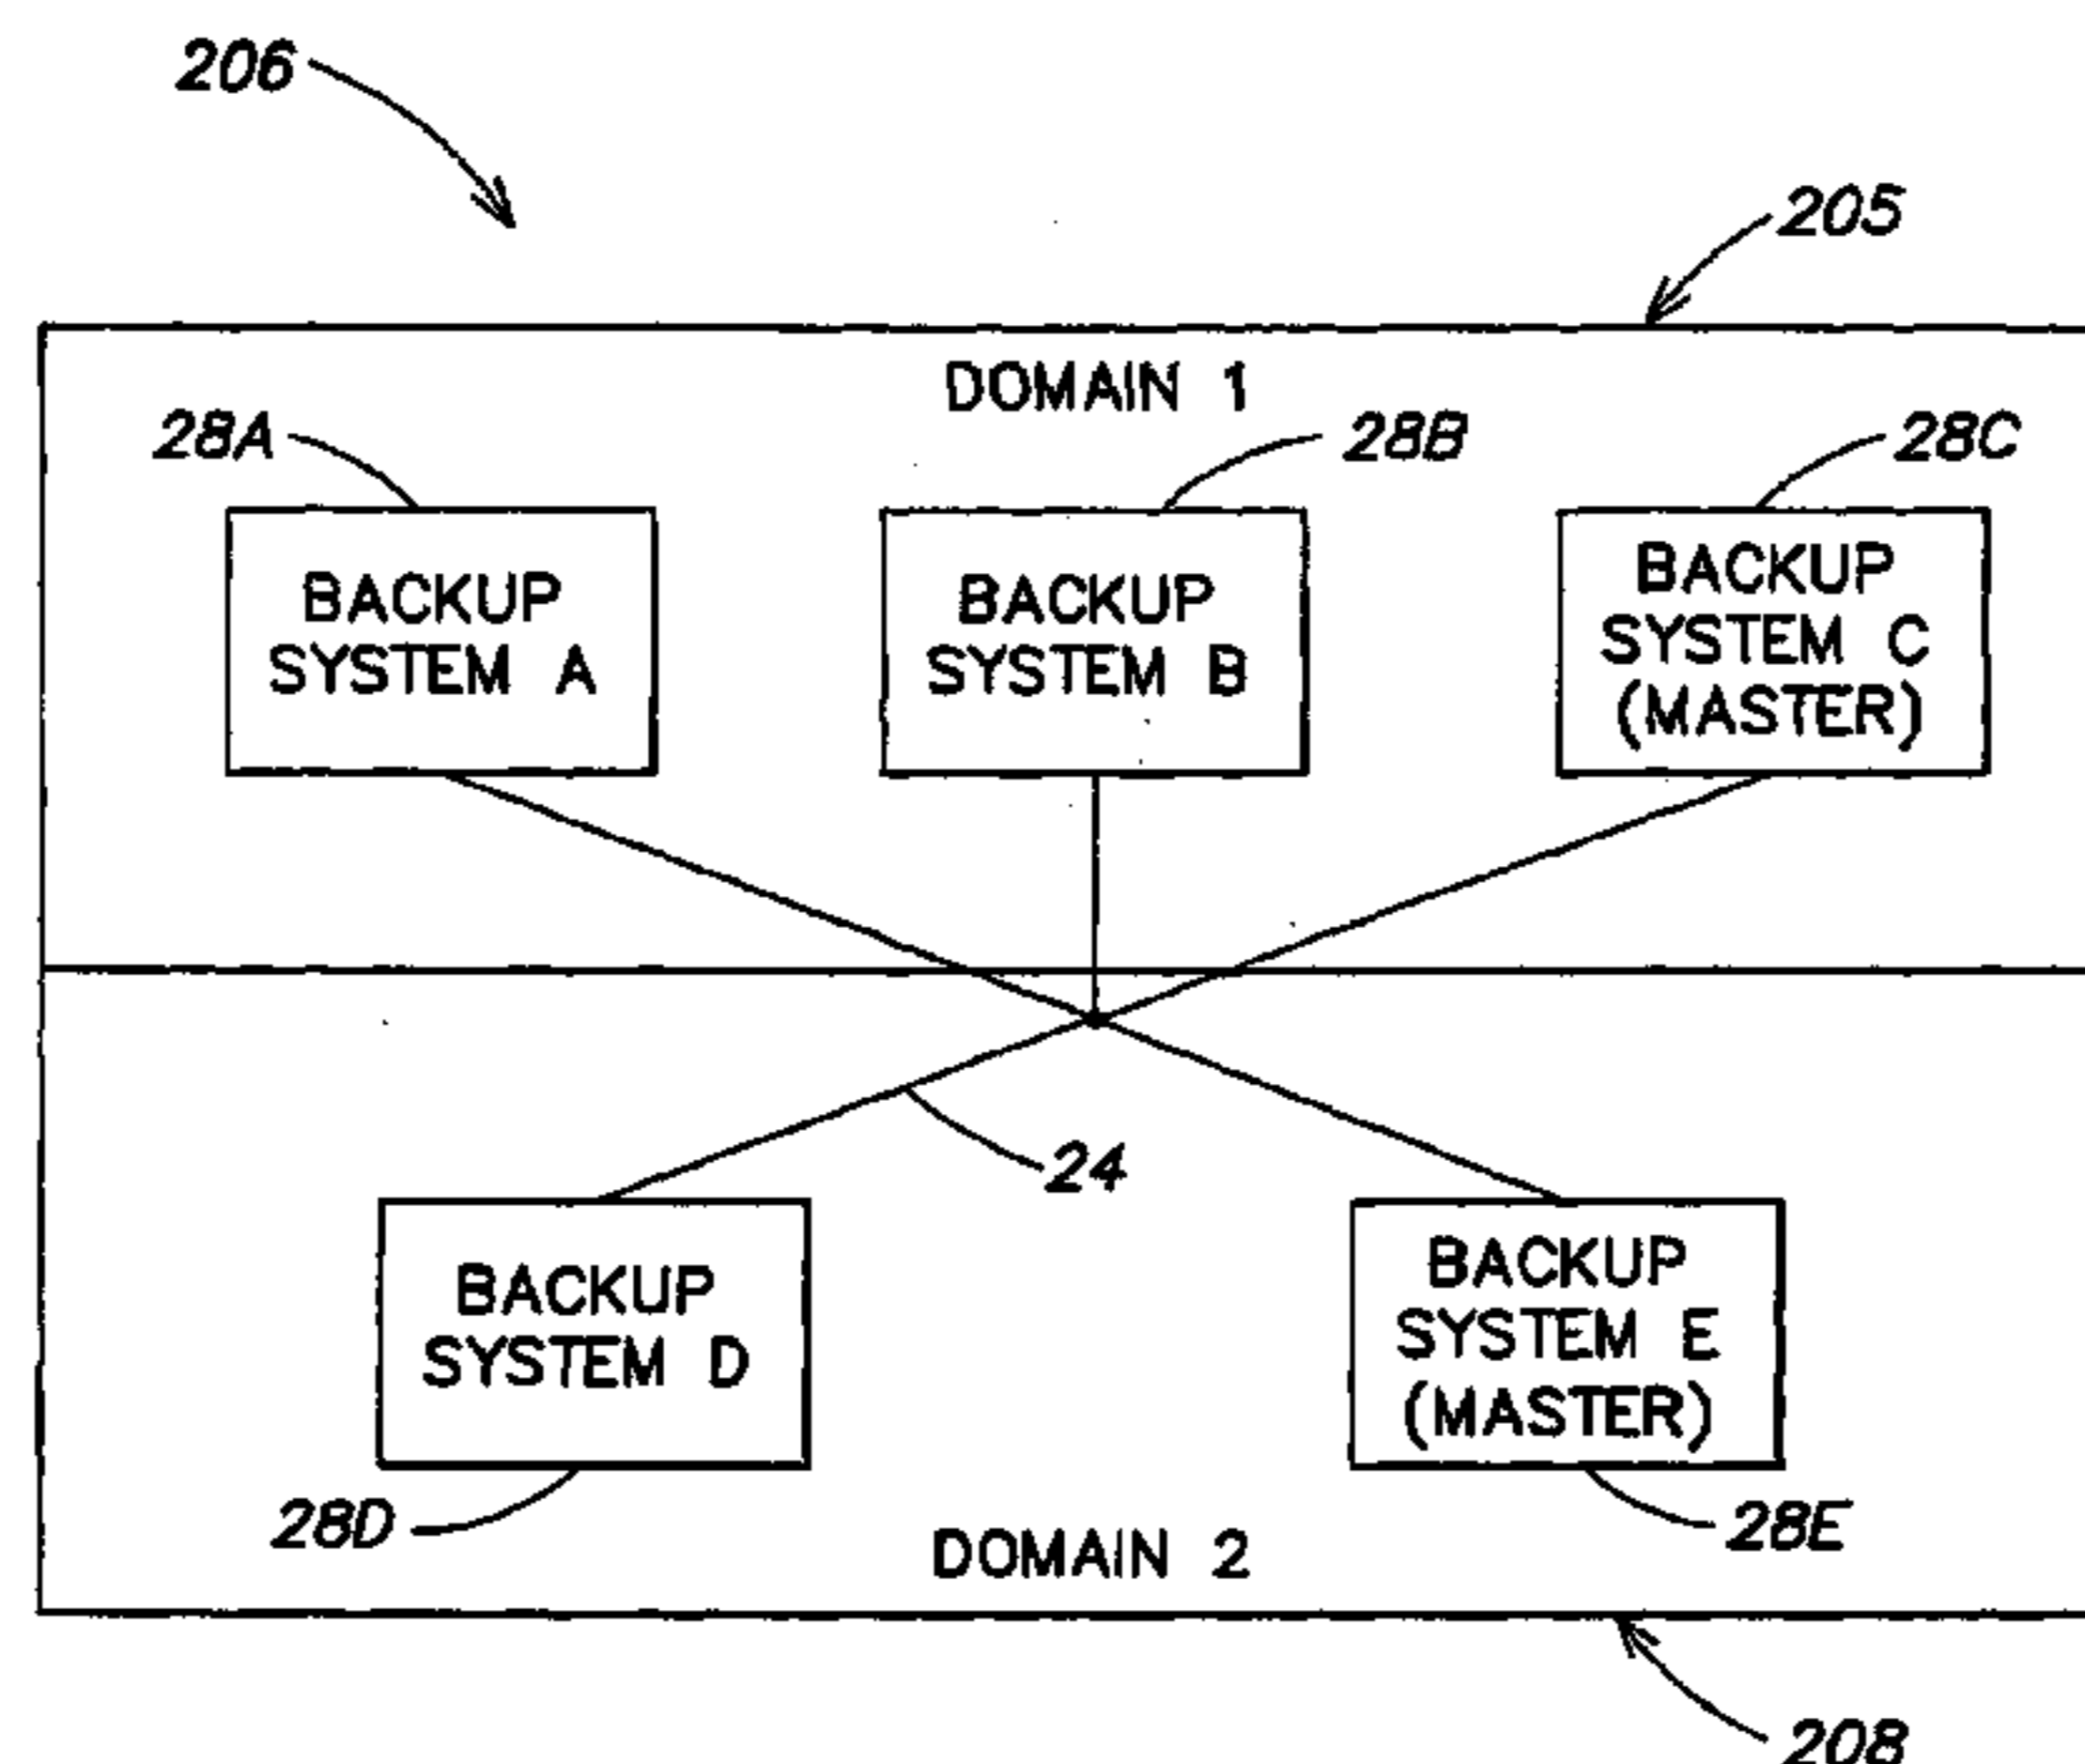 206
205
DOMAIN 1
28A
28B
28C
BACKUP
SYSTEM A
BACKUP
SYSTEM B
BACKUP
SYSTEM C
(MASTER)
24
BACKUP
SYSTEM D
BACKUP
SYSTEM E
(MASTER)
28D
28E
DOMAIN 2
208